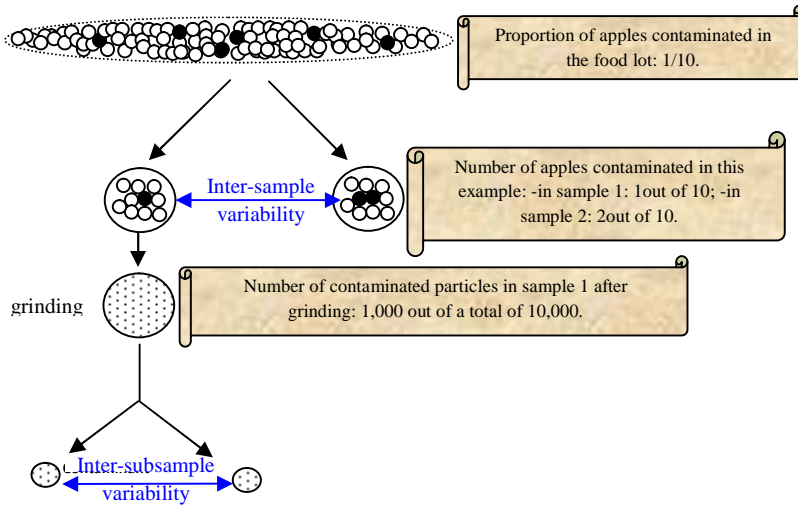 Proportion of apples contaminated in
the food lot: 1/10.
Number of apples contaminated in this
example: -in sample 1: 1out of 10; -in
sample 2: 2out of 10.
Inter-sample
variability
Number of contaminated particles in sample 1 after
grinding: 1,000 out of a total of 10,000.
grinding
Inter-subsample
variability